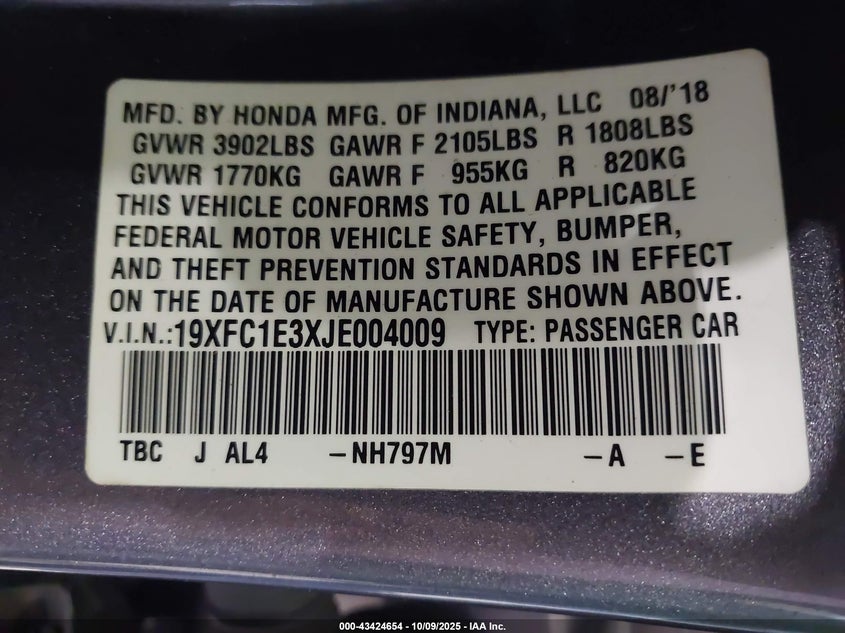 MFD. BY HONDA MFG. OF INDIANA, LLC 08/'18
GVWR 3902LBS GAWR F 2105LBS R 1808LBS
GVWR 1770KG GAWR F 955KG R 820KG
THIS VEHICLE CONFORMS TO ALL APPLICABLE
FEDERAL MOTOR VEHICLE SAFETY, BUMPER,
AND THEFT PREVENTION STANDARDS IN EFFECT
ON THE DATE OF MANUFACTURE SHOWN ABOVE.
V.I.N.:19XFC1E3XJE004009 TYPE: PASSENGER CAR
TBC J AL4 -NH797M -A -E
000-43424654 - 10/09/2025 - IAA Inc.